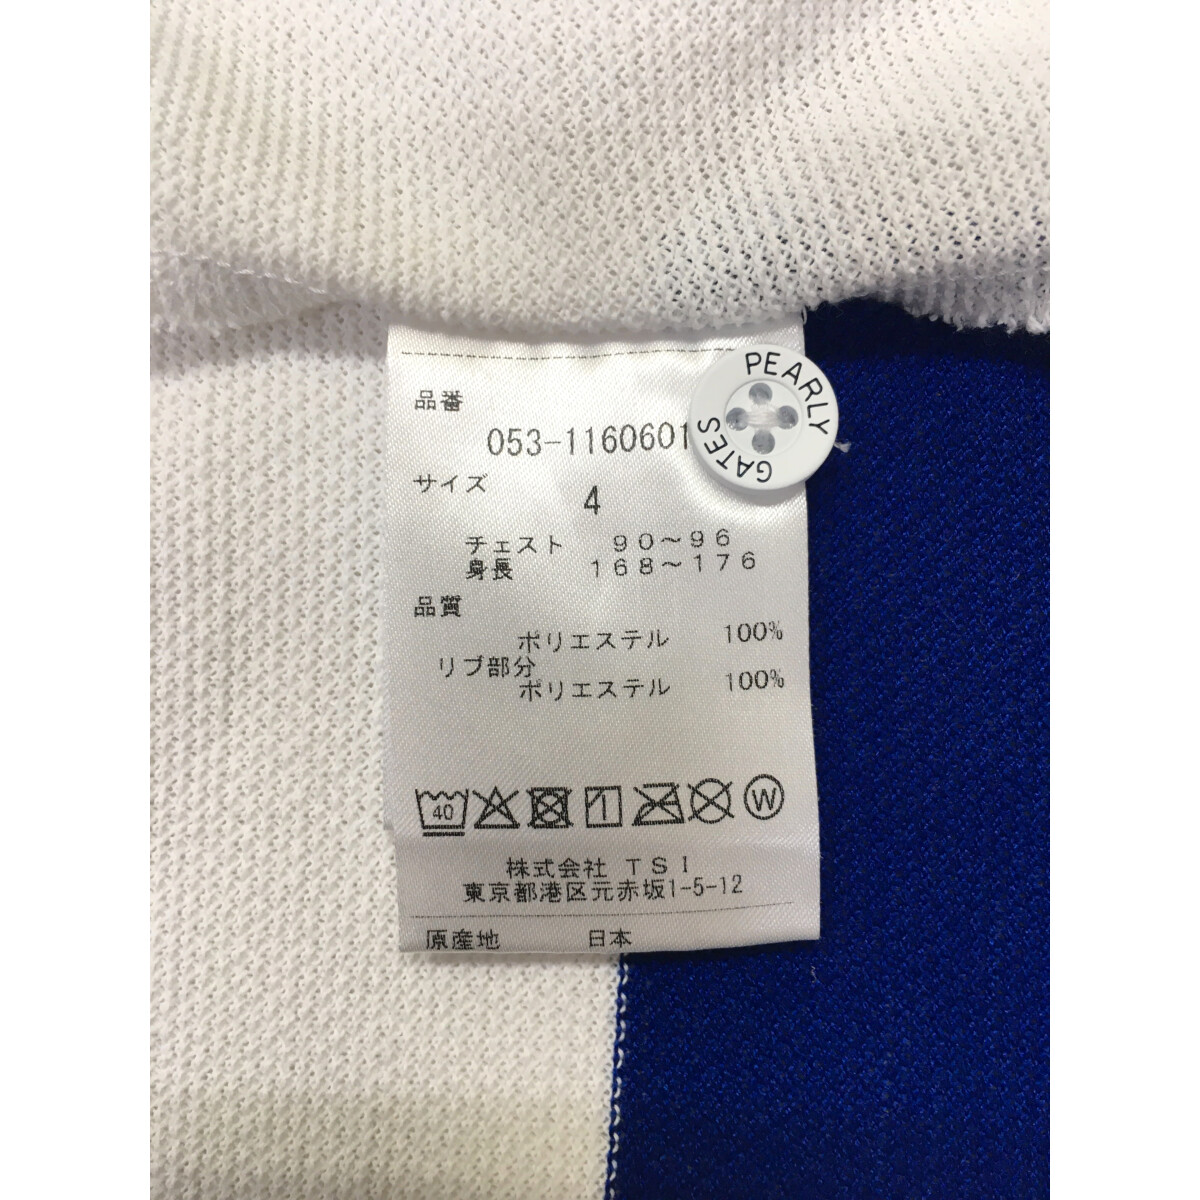 品番
053-1160601
サイズ
4
チェスト 90～96
身長 168～176
品質
ポリエステル 100%
リブ部分
ポリエステル 100%
40
W
株式会社 TSI
東京都港区元赤坂1-5-12
原産地 日本
PEARLY
GATES